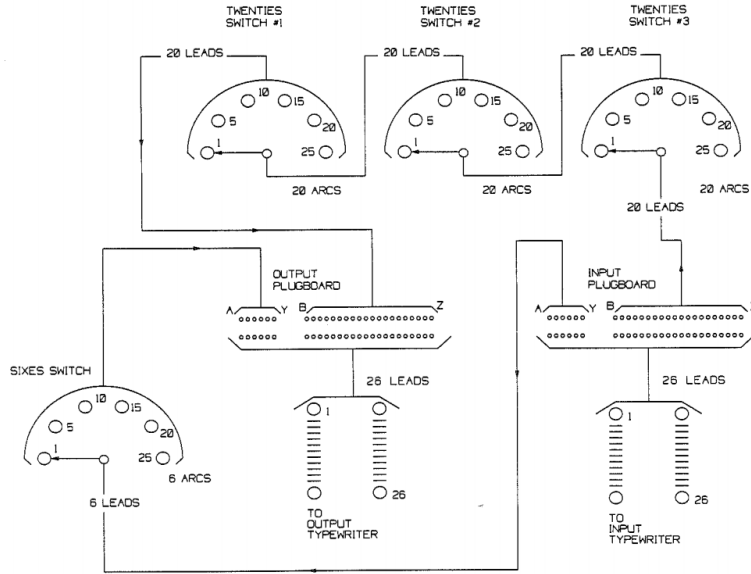 TWENTIES
SWITCH #1
TWENTIES
SWITCH #2
TWENTIES
SWITCH #3
20 LEADS
20 LEADS
20 LEADS
1
5
10
15
20
25
1
5
10
15
20
25
1
5
10
15
20
25
20 ARCS
20 ARCS
20 ARCS
20 LEADS
OUTPUT
PLUGBOARD
INPUT
PLUGBOARD
A
Y
B
Z
A
Y
B
SIXES SWITCH
26 LEADS
26 LEADS
1
5
10
15
20
25
6 ARCS
6 LEADS
1
26
1
26
TO
OUTPUT
TYPEWRITER
TO
INPUT
TYPEWRITER